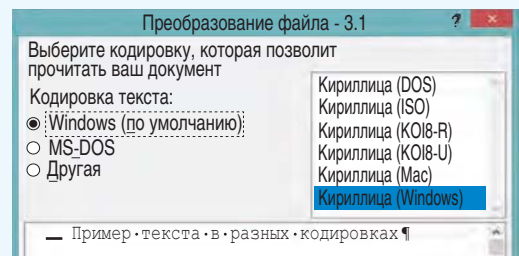 Преобразование файла - 3.1 ?
Выберите кодировку, которая позволит
прочитать ваш документ
Кодировка текста:
Windows (по умолчанию)
MS-DOS
Другая
Кириллица (DOS)
Кириллица (ISO)
Кириллица (KOI8-R)
Кириллица (KOI8-U)
Кириллица (Mac)
Кириллица (Windows)
Пример·текста·в·разных·кодировках¶